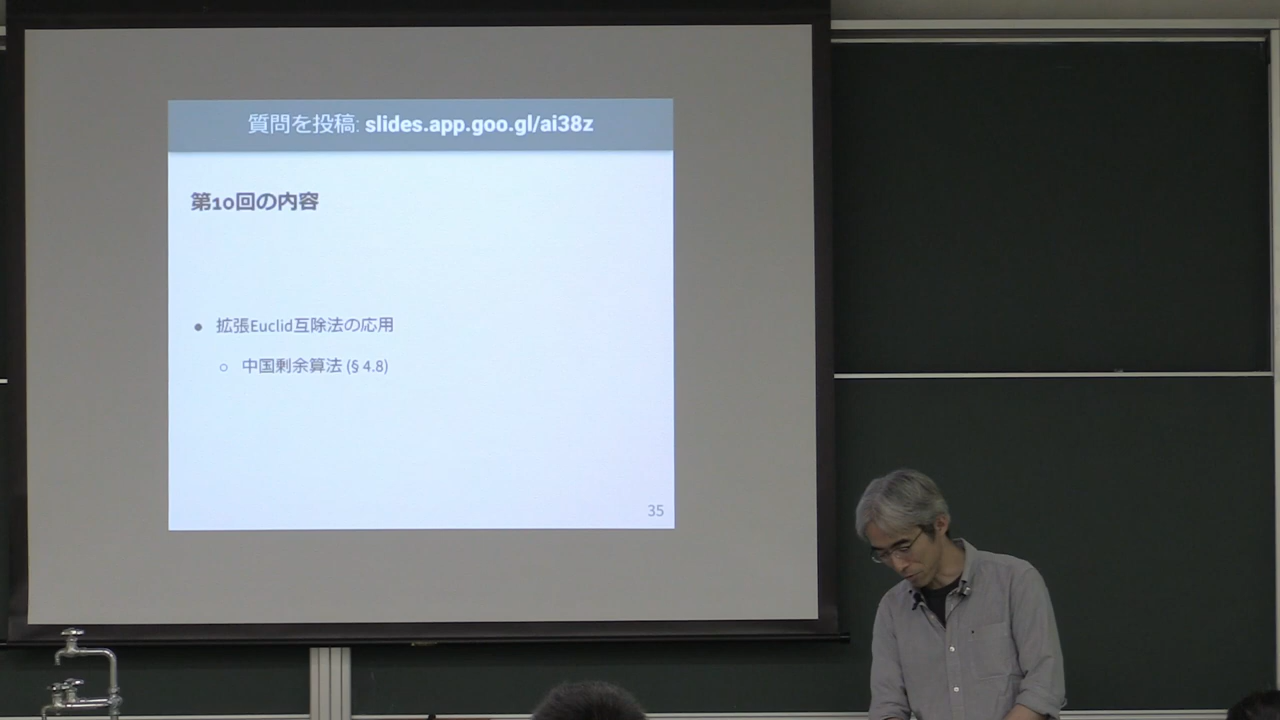 質問を投稿: slides.app.goo.gl/ai38z
第10回の内容
● 拡張Euclid互除法の応用
○ 中国剰余算法 (§ 4.8)
35